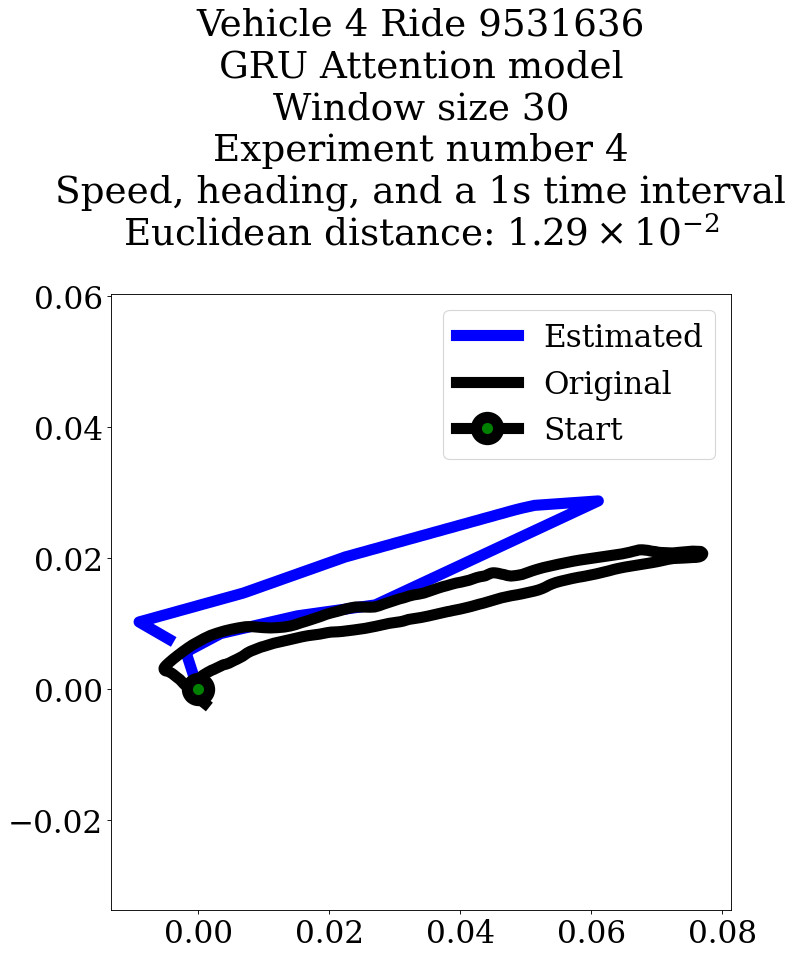 Vehicle 4 Ride 9531636
GRU Attention model
Window size 30
Experiment number 4
Speed, heading, and a 1s time interval
Euclidean distance: 1.29 × 10⁻²
0.06
0.04
0.02
0.00
−0.02
Estimated
Original
Start
0.00 0.02 0.04 0.06 0.08